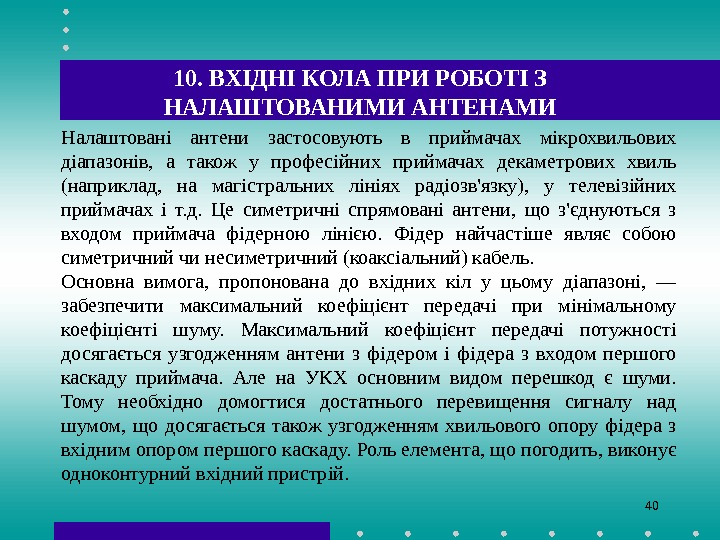 10. ВХІДНІ КОЛА ПРИ РОБОТІ З
НАЛАШТОВАНИМИ АНТЕНАМИ
Налаштовані антени застосовують в приймачах мікрохвильових
діапазонів, а також у професійних приймачах декаметрових хвиль
(наприклад, на магістральних лініях радіозв'язку), у телевізійних
приймачах і т.д. Це симетричні спрямовані антени, що з'єднуються з
входом приймача фідерною лінією. Фідер найчастіше являє собою
симетричний чи несиметричний (коаксіальний) кабель.
Основна вимога, пропонована до вхідних кіл у цьому діапазоні, —
забезпечити максимальний коефіцієнт передачі при мінімальному
коефіцієнті шуму. Максимальний коефіцієнт передачі потужності
досягається узгодженням антени з фідером і фідера з входом першого
каскаду приймача. Але на УКХ основним видом перешкод є шуми.
Тому необхідно домогтися достатнього перевищення сигналу над
шумом, що досягається також узгодженням хвильового опору фідера з
вхідним опором першого каскаду. Роль елемента, що погодить, виконує
одноконтурний вхідний пристрій.
40